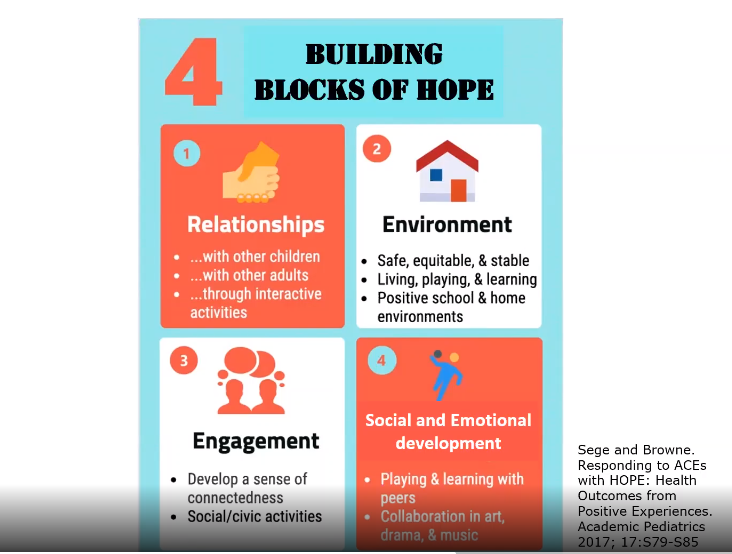 4
BUILDING
BLOCKS OF HOPE
1
Relationships
• ...with other children
• ...with other adults
• ...through interactive
activities
2
Environment
• Safe, equitable, & stable
• Living, playing, & learning
• Positive school & home
environments
3
Engagement
• Develop a sense of
connectedness
• Social/civic activities
4
Social and Emotional
development
• Playing & learning with
peers
• Collaboration in art,
drama, & music
Sege and Browne.
Responding to ACEs
with HOPE: Health
Outcomes from
Positive Experiences.
Academic Pediatrics
2017; 17:S79-S85